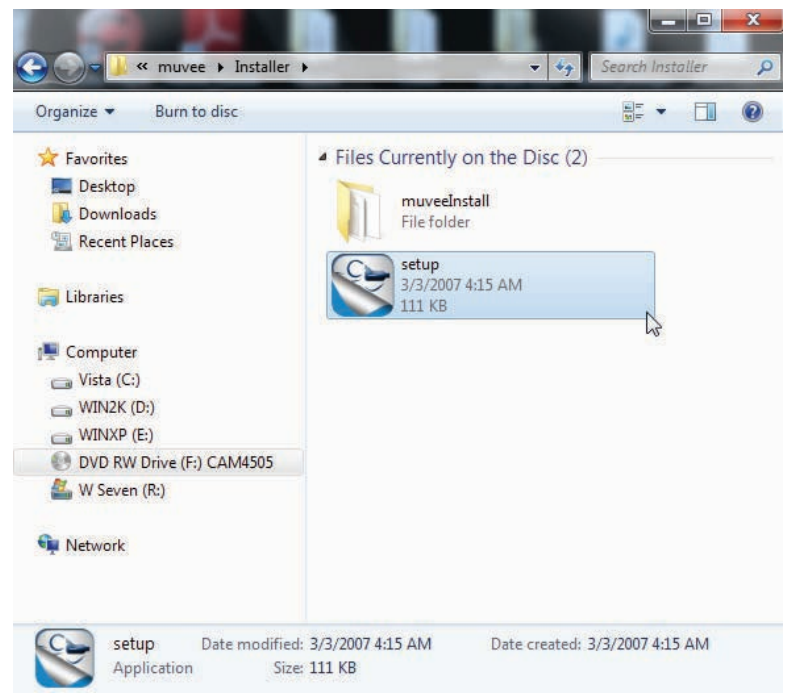 « muvee ▸ Installer ▸
Search Installer
Organize ▾ Burn to disc
Favorites
Desktop
Downloads
Recent Places
Libraries
Computer
Vista (C:)
WIN2K (D:)
WINXP (E:)
DVD RW Drive (F:) CAM4505
W Seven (R:)
Network
Files Currently on the Disc (2)
muveeInstall
File folder
setup
3/3/2007 4:15 AM
111 KB
setup Date modified: 3/3/2007 4:15 AM Date created: 3/3/2007 4:15 AM
Application Size: 111 KB